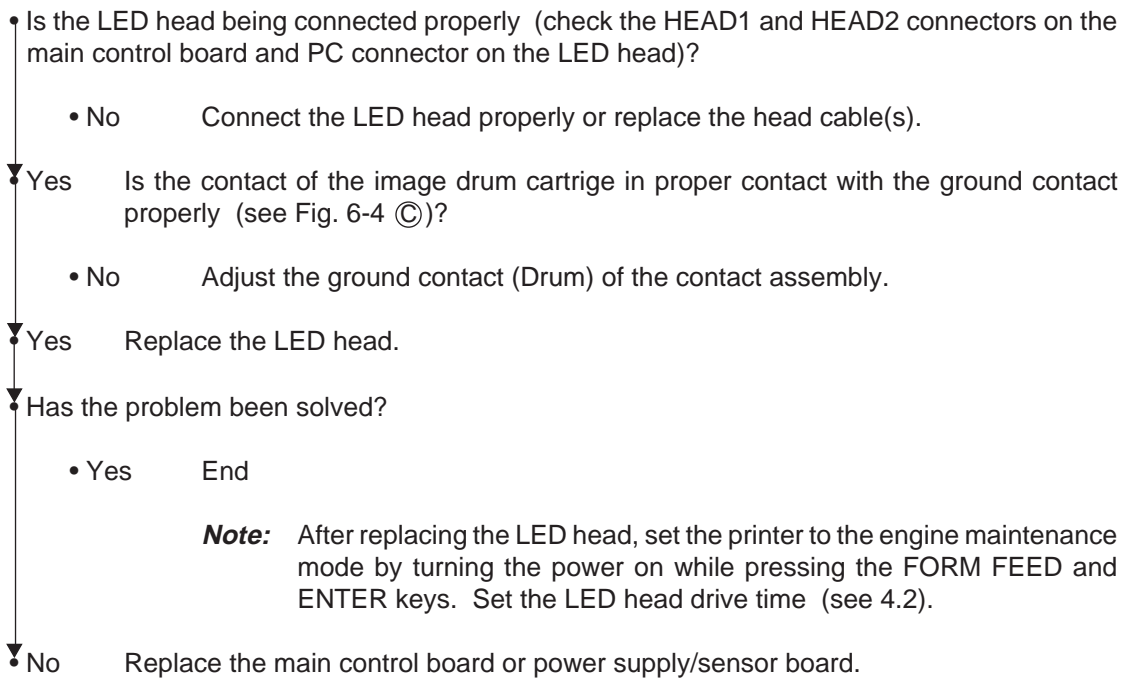 • Is the LED head being connected properly (check the HEAD1 and HEAD2 connectors on the
main control board and PC connector on the LED head)?
• No Connect the LED head properly or replace the head cable(s).
• Yes Is the contact of the image drum cartrige in proper contact with the ground contact
properly (see Fig. 6-4 Ⓒ)?
• No Adjust the ground contact (Drum) of the contact assembly.
• Yes Replace the LED head.
• Has the problem been solved?
• Yes End
Note: After replacing the LED head, set the printer to the engine maintenance
mode by turning the power on while pressing the FORM FEED and
ENTER keys. Set the LED head drive time (see 4.2).
• No Replace the main control board or power supply/sensor board.